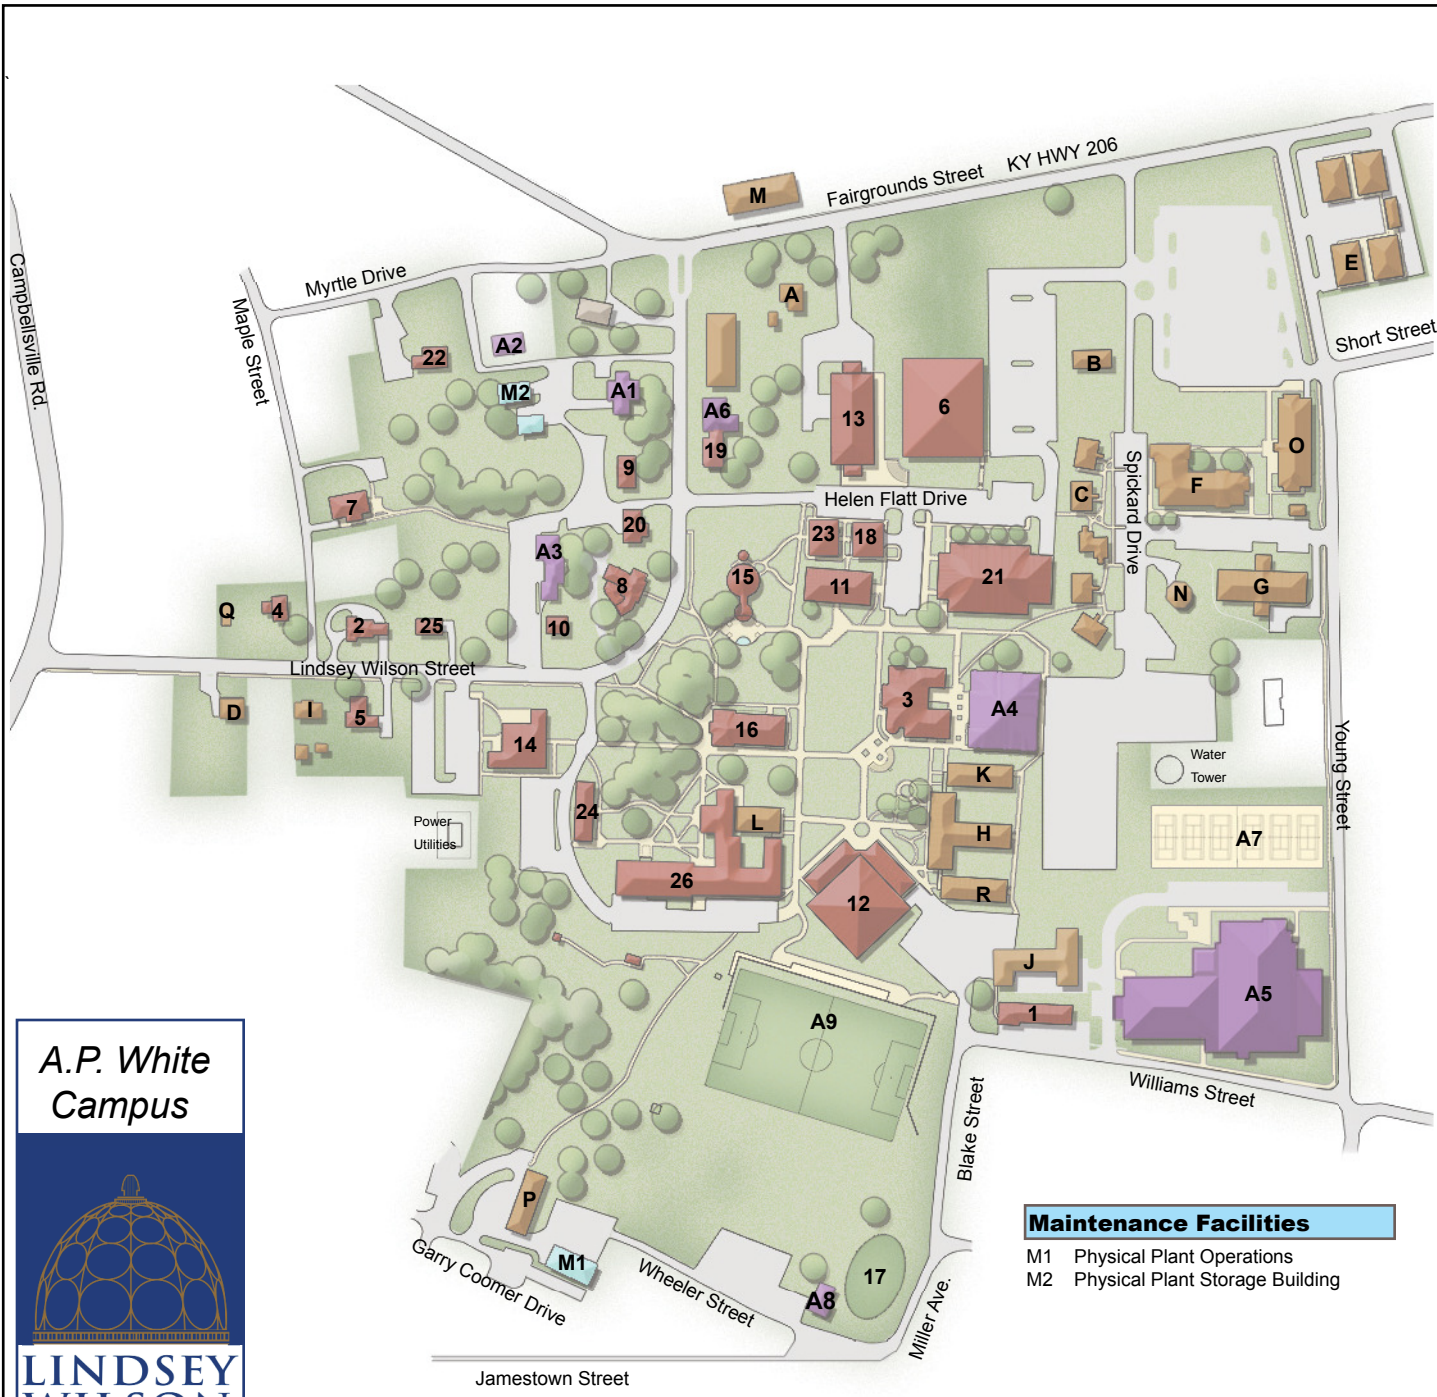 KY HWY 206
Fairgrounds Street
M
E
Campbellsville Rd.
Myrtle Drive
Maple Street
A
Short Street
A2
22
B
M2
A1
A6
13
6
O
19
9
F
C
Spickard Drive
7
Helen Flatt Drive
20
23
18
A3
15
11
21
8
N
G
Q
4
2
25
10
Lindsey Wilson Street
D
I
5
3
A4
14
16
Young Street
Water
Tower
K
24
L
Power
Utilities
H
A7
26
R
12
J
A5
1
A9
A.P. White
Campus
Williams Street
Blake Street
P
M1
Garry Coomer Drive
Wheeler Street
17
A8
Miller Ave.
Jamestown Street
Maintenance Facilities
M1 Physical Plant Operations
M2 Physical Plant Storage Building
LINDSEY
WILSON